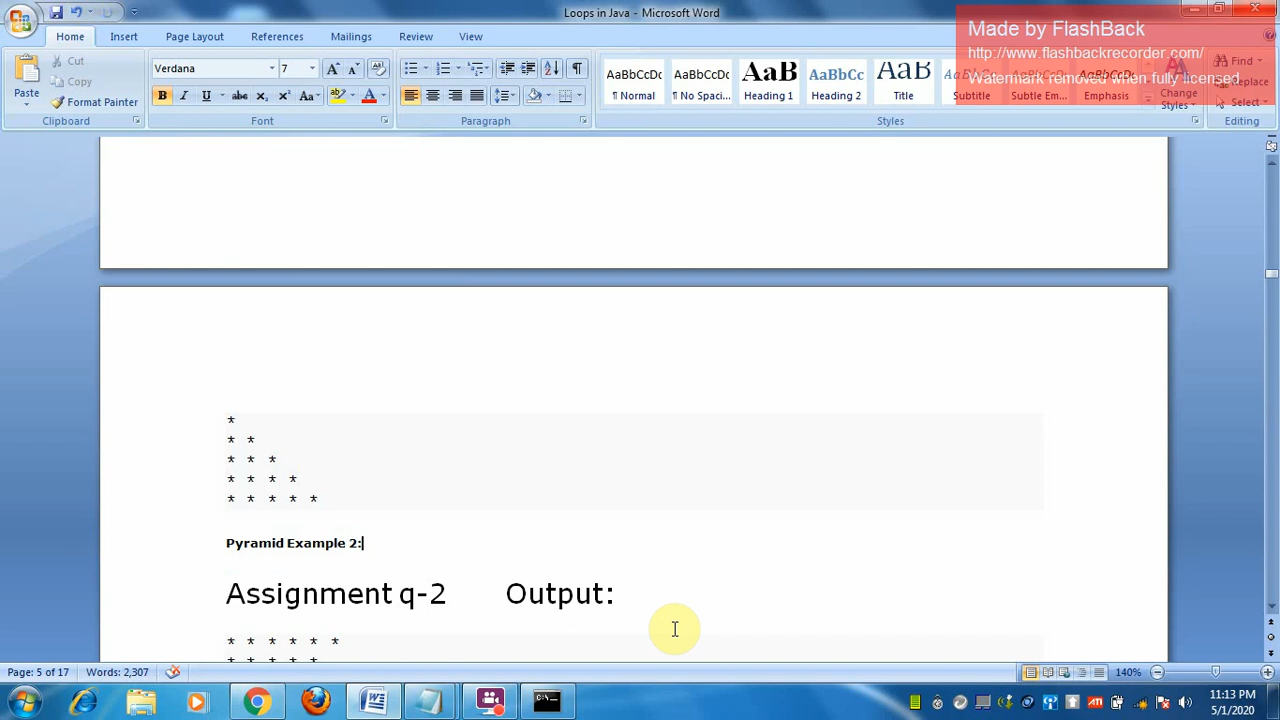 Loops in Java - Microsoft Word
Made by FlashBack
http://www.flashbackrecorder.com/
Watermark removed when fully licensed
Home Insert Page Layout References Mailings Review View
Paste
Cut
Copy
Format Painter
Clipboard
Verdana 7
Font
Paragraph
AaBbCcDc AaBbCcDc AaB AaBbCc AaB
¶ Normal ¶ No Spaci... Heading 1 Heading 2 Title Subtitle Subtle Em... Emphasis
Change Styles
Styles
Find
Replace
Select
Editing
*
* *
* * *
* * * *
* * * * *
Pyramid Example 2:
Assignment q-2 Output:
* * * * * *
* * * * *
Page: 5 of 17 Words: 2,307 140%
11:13 PM
5/1/2020